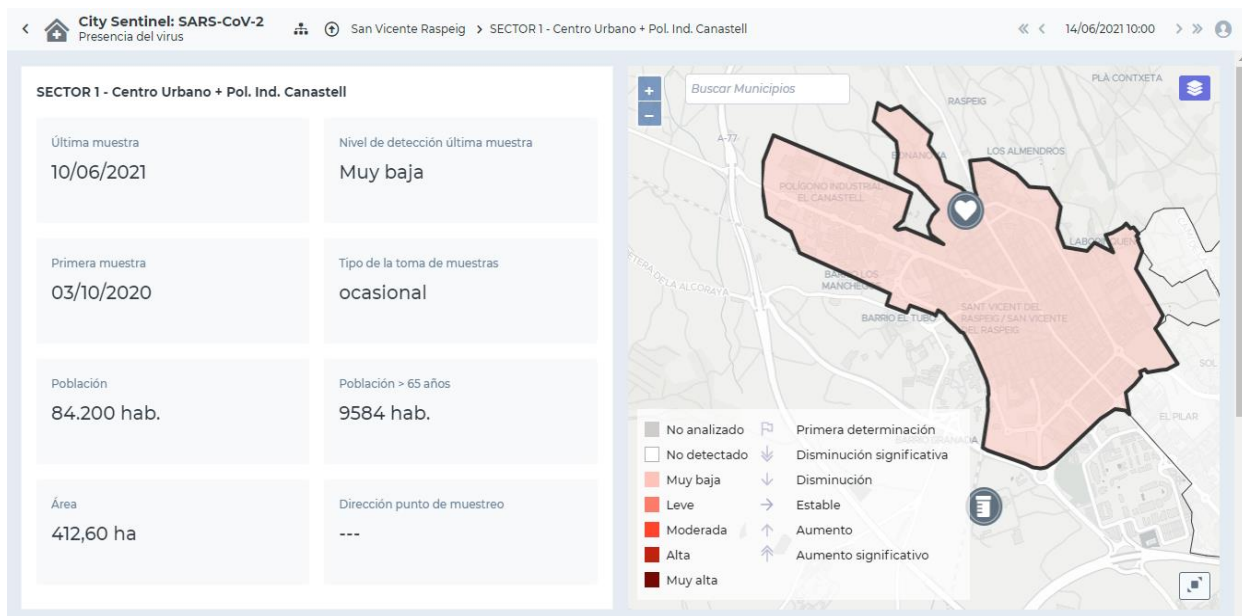 City Sentinel: SARS-CoV-2
Presencia del virus
San Vicente Raspeig > SECTOR 1 - Centro Urbano + Pol. Ind. Canastell
14/06/2021 10:00
SECTOR 1 - Centro Urbano + Pol. Ind. Canastell
Última muestra
10/06/2021
Nivel de detección última muestra
Muy baja
Primera muestra
03/10/2020
Tipo de la toma de muestras
ocasional
Población
84.200 hab.
Población > 65 años
9584 hab.
Área
412,60 ha
Dirección punto de muestreo
---
+
−
Buscar Municipios
PLÀ CONTXETA
RASPEIG
A-77
LOS ALMENDROS
POLÍGONO INDUSTRIAL
EL CANASTELL
DE LA ALCORAYA
BARRIO EL TUBO
SANT VICENT DEL
RASPEIG / SAN VICENTE
DEL RASPEIG
SOL
EL PILAR
BARRIO GRANADA
No analizado
No detectado
Muy baja
Leve
Moderada
Alta
Muy alta
Primera determinación
Disminución significativa
Disminución
Estable
Aumento
Aumento significativo